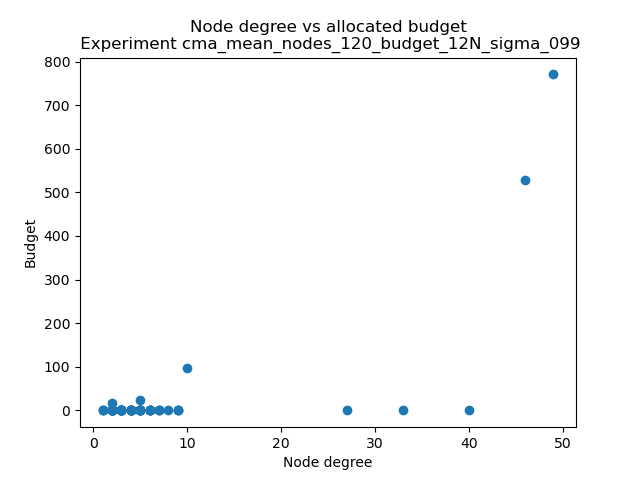 Node degree vs allocated budget
Experiment cma_mean_nodes_120_budget_12N_sigma_099
800
700
600
500
400
300
200
100
0
Budget
0 10 20 30 40 50
Node degree